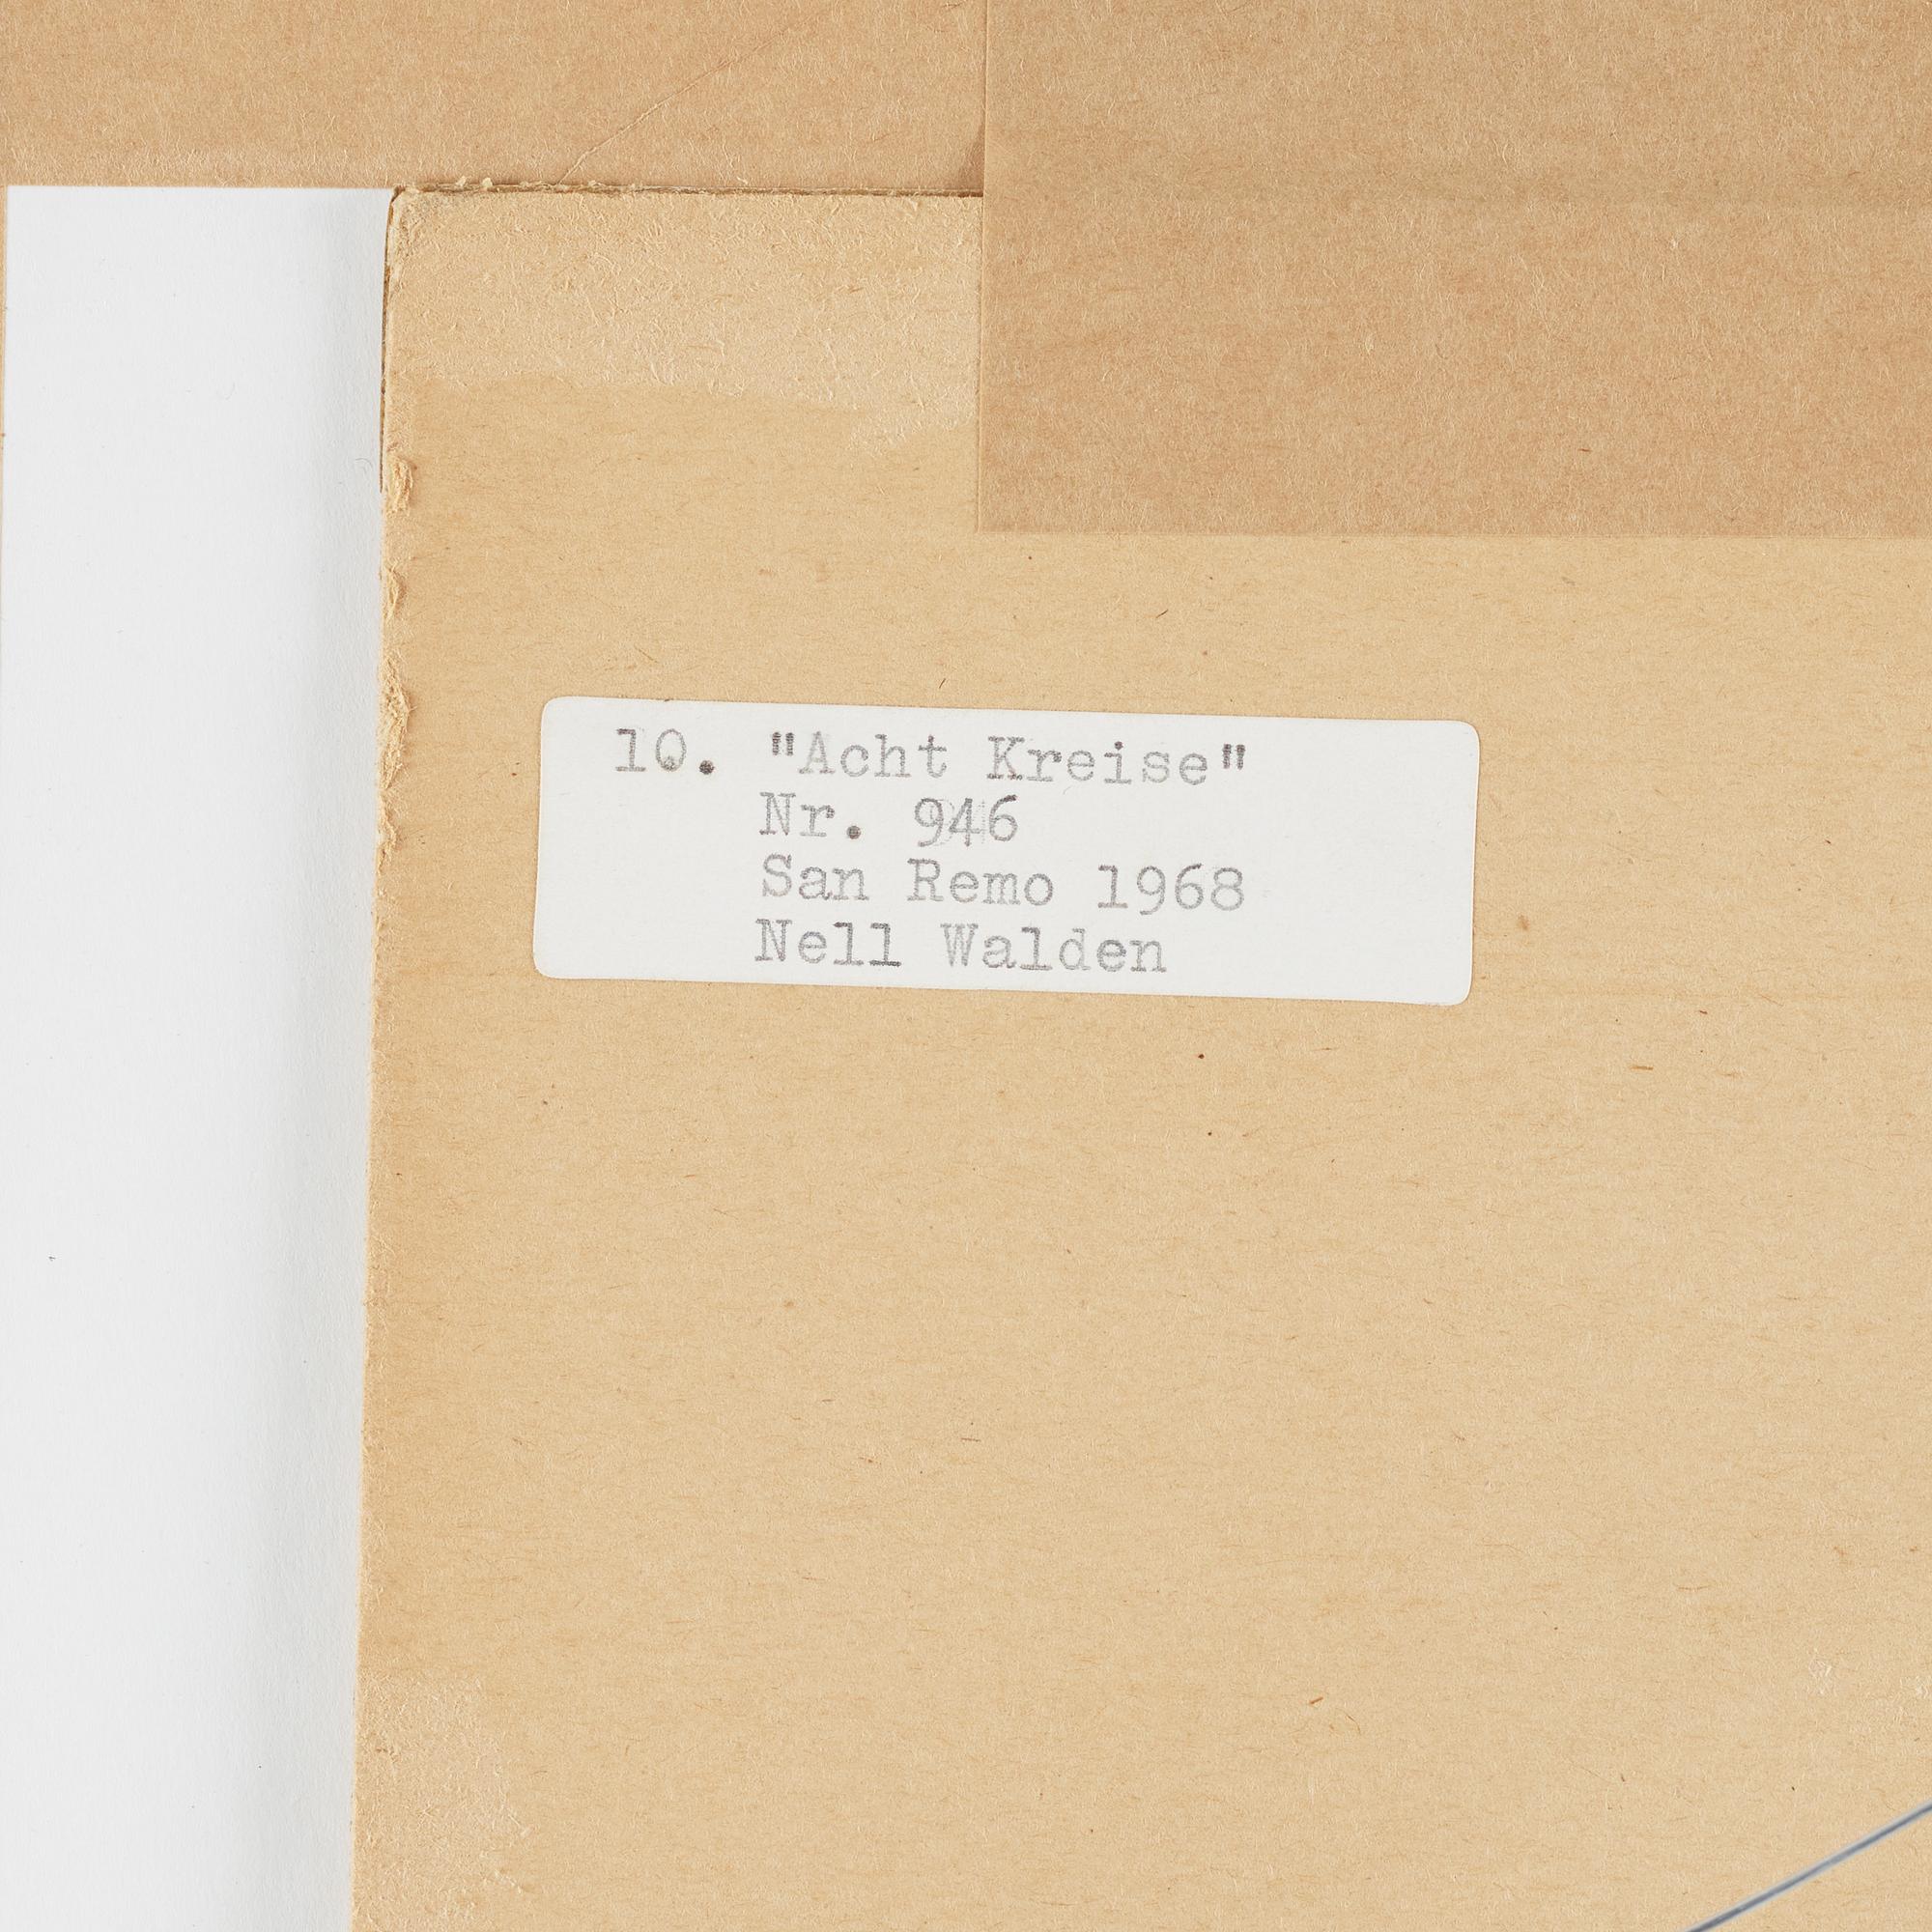 10. "Acht Kreise"
Nr. 946
San Remo 1968
Nell Walden